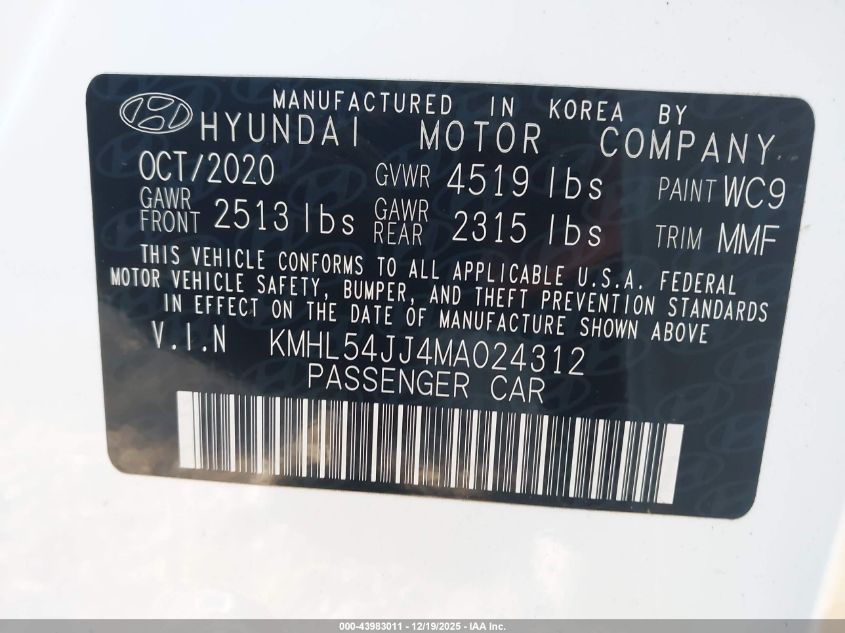 MANUFACTURED IN KOREA BY
HYUNDAI MOTOR COMPANY
OCT/2020 GVWR 4519 lbs PAINT WC9
GAWR FRONT 2513 lbs GAWR REAR 2315 lbs TRIM MMF
THIS VEHICLE CONFORMS TO ALL APPLICABLE U.S.A. FEDERAL
MOTOR VEHICLE SAFETY, BUMPER, AND THEFT PREVENTION STANDARDS
IN EFFECT ON THE DATE OF MANUFACTURE SHOWN ABOVE
V.I.N KMHL54JJ4MA024312
PASSENGER CAR
000-43983011 - 12/19/2025 - IAA Inc.